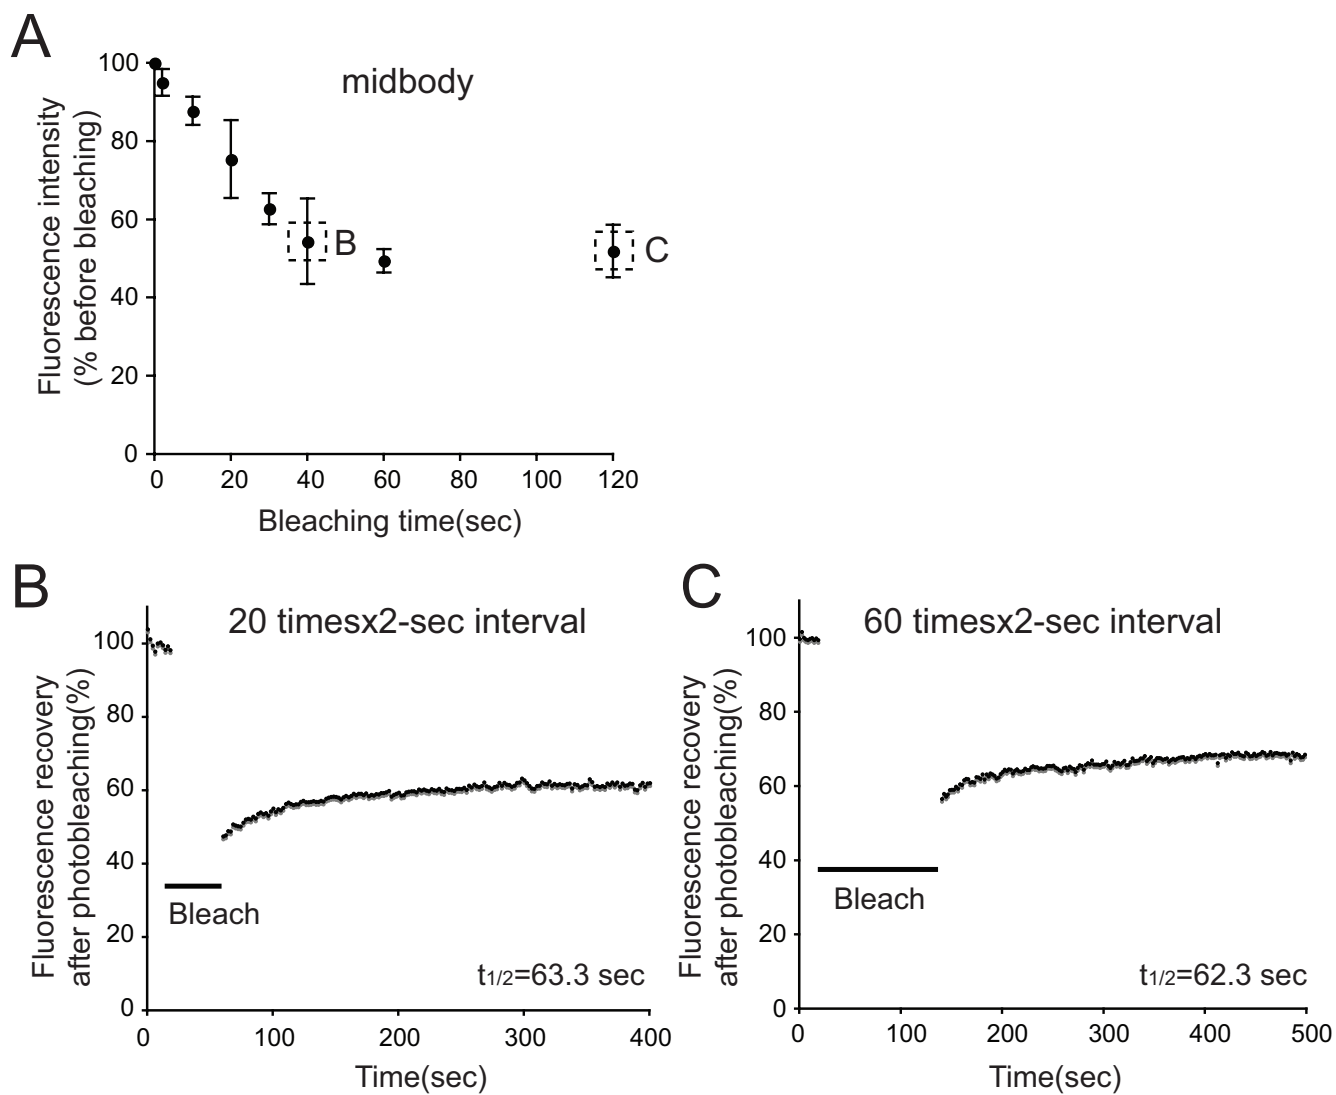 A
midbody
Fluorescence intensity
(% before bleaching)
100
80
60
40
20
0
B
C
0 20 40 60 80 100 120
Bleaching time(sec)
B
20 timesx2-sec interval
Fluorescence recovery
after photobleaching(%)
100
80
60
40
20
0
Bleach
t1/2=63.3 sec
0 100 200 300 400
Time(sec)
C
60 timesx2-sec interval
Fluorescence recovery
after photobleaching(%)
100
80
60
40
20
0
Bleach
t1/2=62.3 sec
0 100 200 300 400 500
Time(sec)